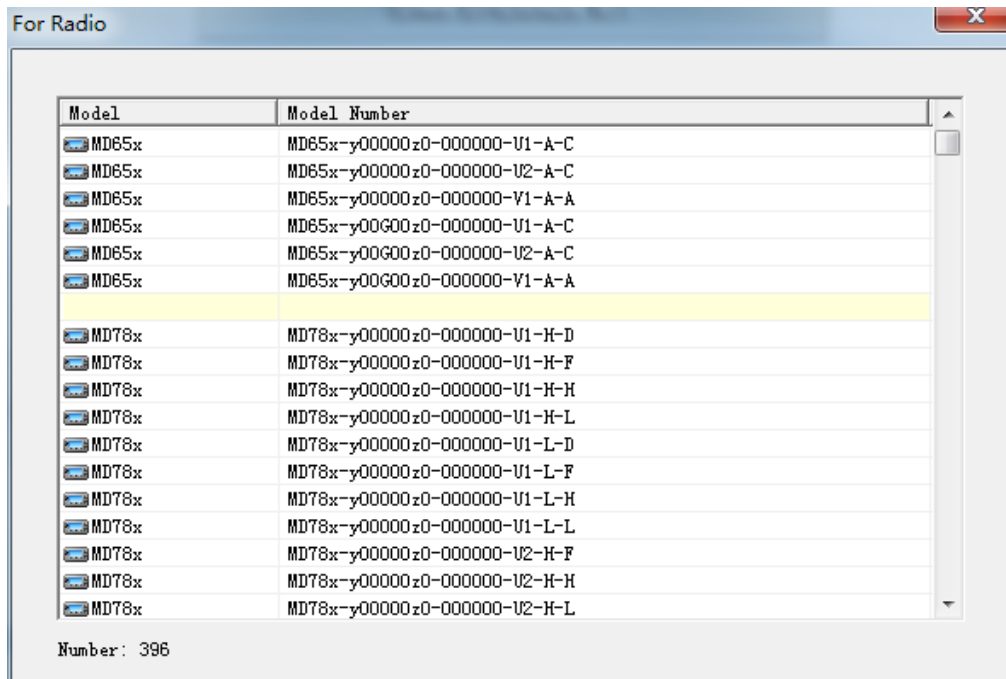 For Radio
Model Model Number
MD65x MD65x-y00000z0-000000-U1-A-C
MD65x MD65x-y00000z0-000000-U2-A-C
MD65x MD65x-y00000z0-000000-V1-A-A
MD65x MD65x-y00G00z0-000000-U1-A-C
MD65x MD65x-y00G00z0-000000-U2-A-C
MD65x MD65x-y00G00z0-000000-V1-A-A
MD78x MD78x-y00000z0-000000-U1-H-D
MD78x MD78x-y00000z0-000000-U1-H-F
MD78x MD78x-y00000z0-000000-U1-H-H
MD78x MD78x-y00000z0-000000-U1-H-L
MD78x MD78x-y00000z0-000000-U1-L-D
MD78x MD78x-y00000z0-000000-U1-L-F
MD78x MD78x-y00000z0-000000-U1-L-H
MD78x MD78x-y00000z0-000000-U1-L-L
MD78x MD78x-y00000z0-000000-U2-H-F
MD78x MD78x-y00000z0-000000-U2-H-H
MD78x MD78x-y00000z0-000000-U2-H-L
Number: 396